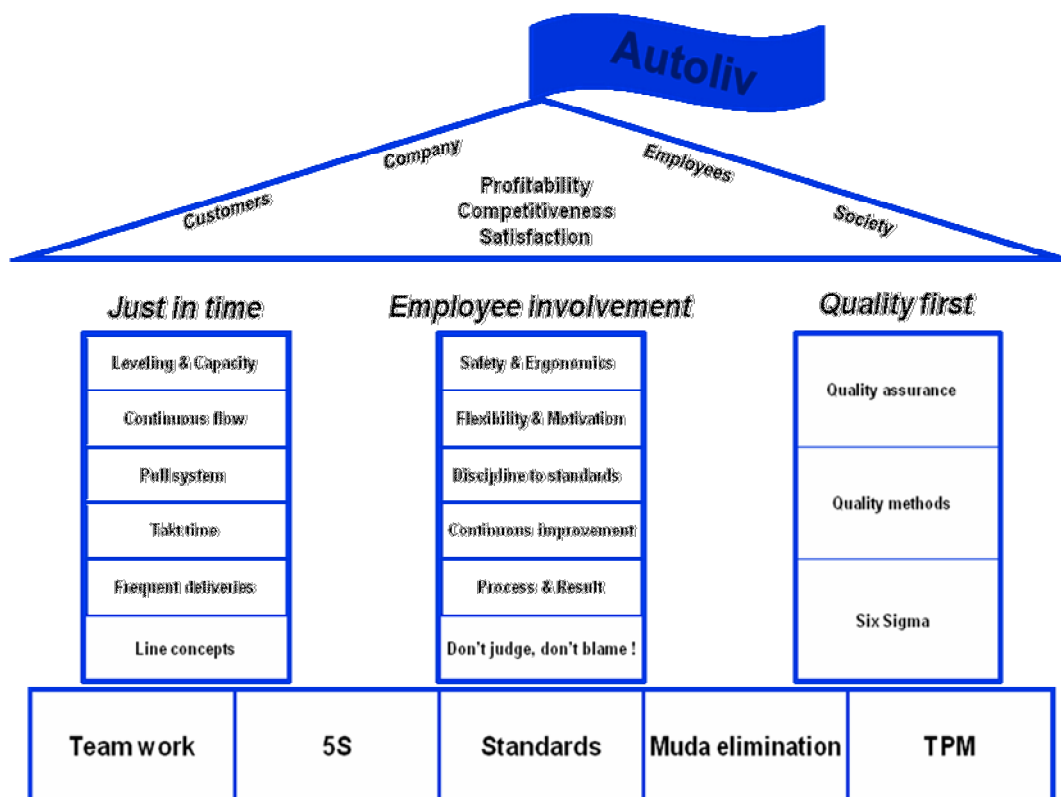 Autoliv
Company
Employees
Customers
Society
Profitability
Competitiveness
Satisfaction
Just in time
Employee involvement
Quality first
Leveling & Capacity
Continuous flow
Pull system
Takt time
Frequent deliveries
Line concepts
Safety & Ergonomics
Flexibility & Motivation
Discipline to standards
Continuous improvement
Process & Result
Don't judge, don't blame !
Quality assurance
Quality methods
Six Sigma
Team work
5S
Standards
Muda elimination
TPM